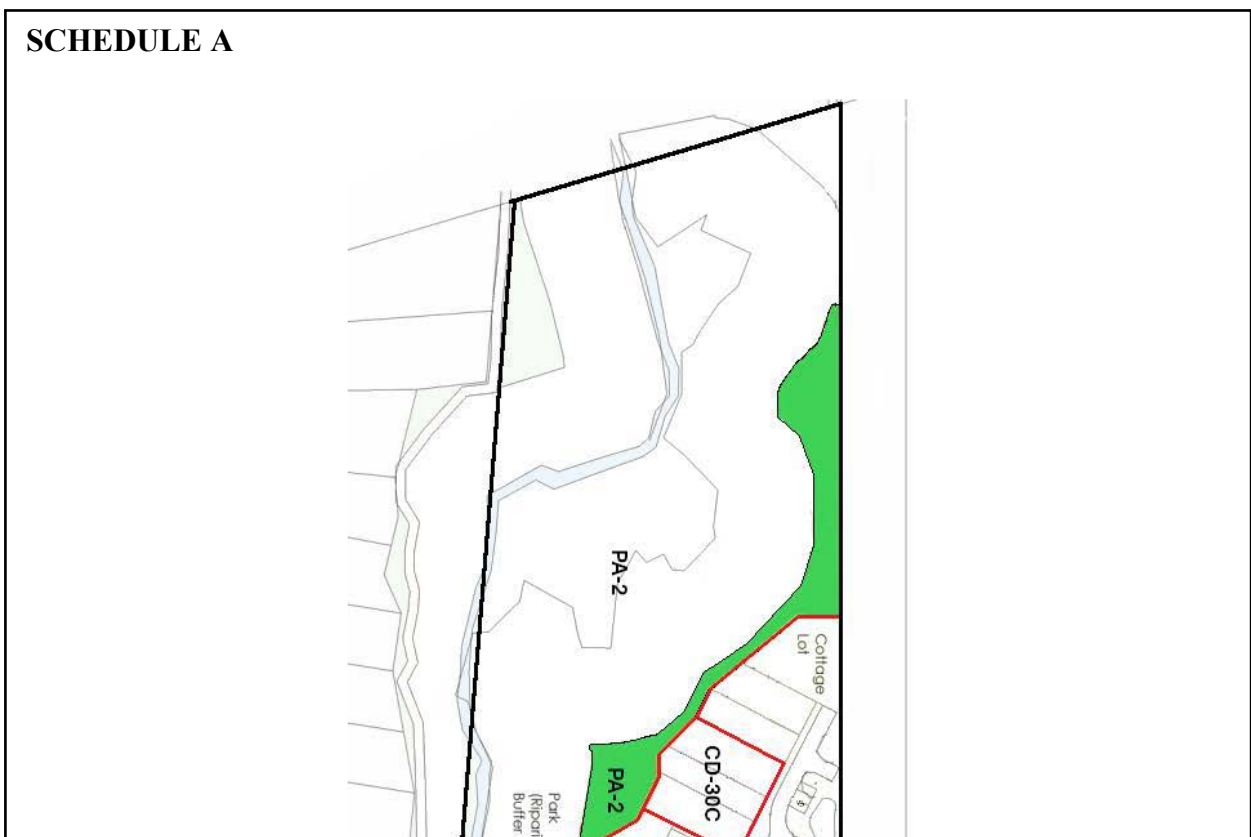 SCHEDULE A
PA-2
Cottage
Lot
CD-30C
PA-2
Park
(Ripari
Buffer